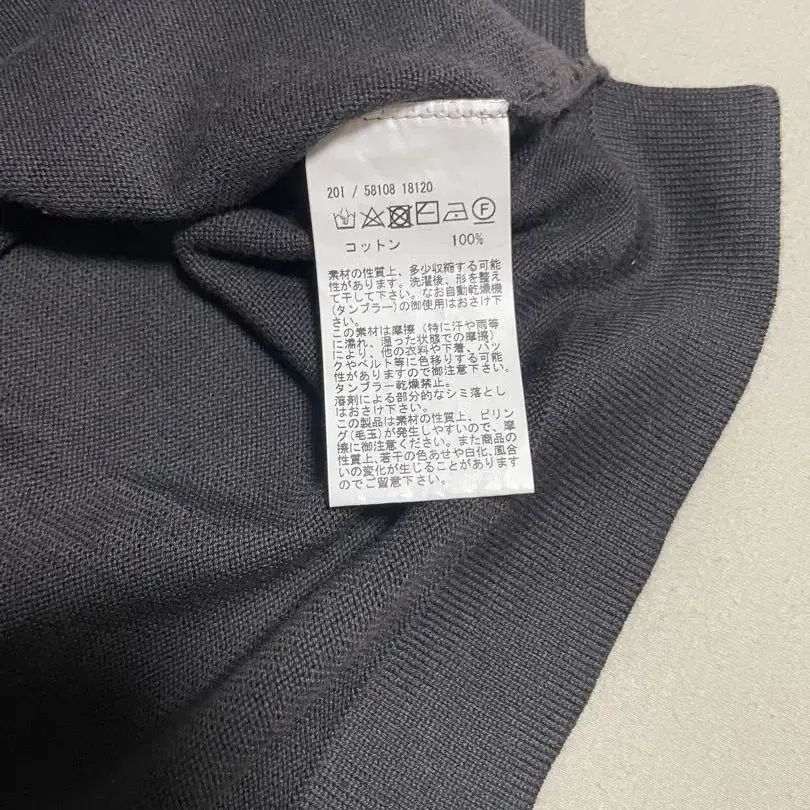 20I / 58108 18120
コットン 100%
素材の性質上、多少収縮する可能
性があります。洗濯後、形を整え
て干して下さい。なお自動乾燥機
(タンブラー)の御使用はおさけ下
さい。
この素材は摩擦(特に汗や雨等
に濡れ、湿った状態での摩擦)
により、他の衣料や下着、バッ
クやベルト等に色移りする可能
性がありますので御注意下さい。
タンブラー乾燥禁止。
溶剤による部分的なシミ落とし
はおさけ下さい。
この製品は素材の性質上、ピリン
グ(毛玉)が発生しやすいので、摩
擦に御注意ください。また商品の
性質上、若干の色あせや白化、風合
いの変化が生じることがあります
のでご留意下さい。